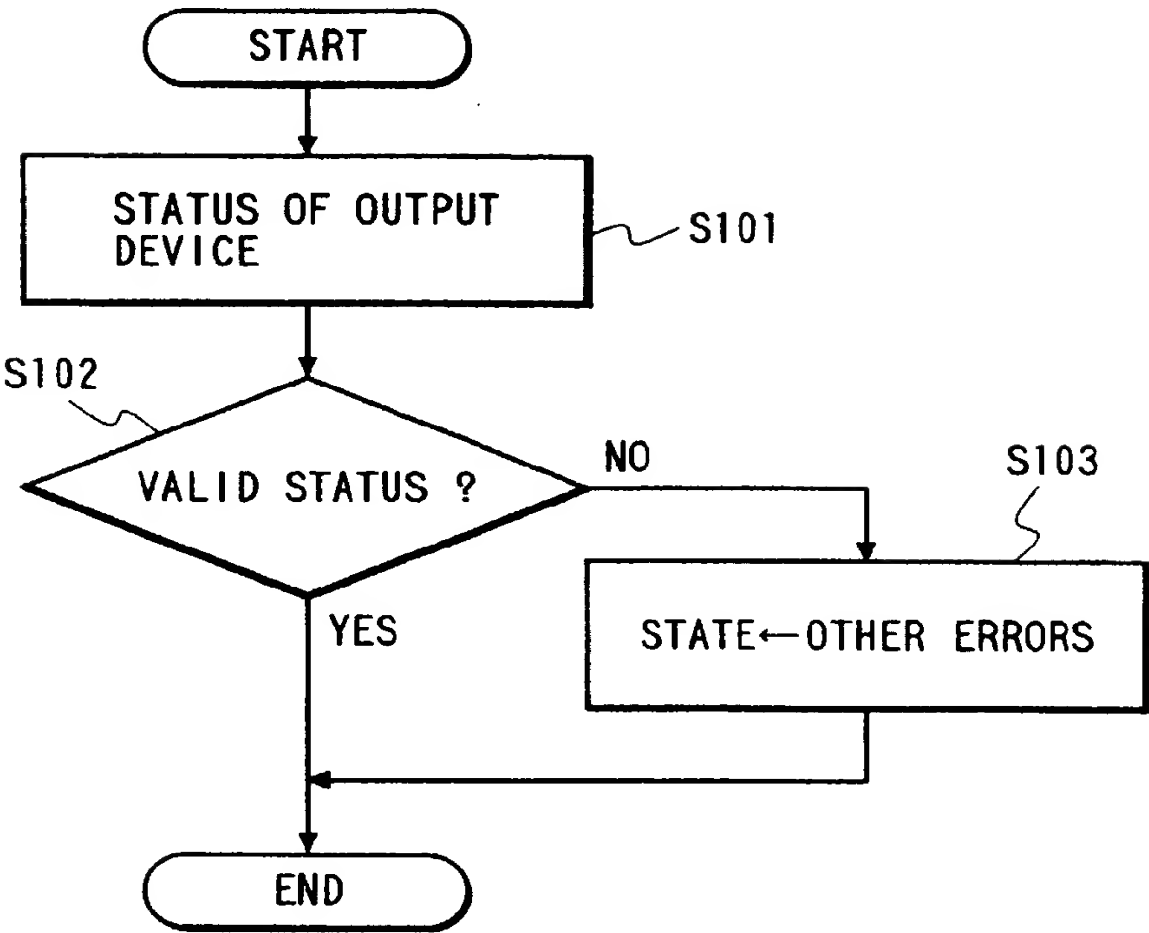 START
STATUS OF OUTPUT
DEVICE
S101
S102
VALID STATUS ?
NO
S103
YES
STATE←OTHER ERRORS
END